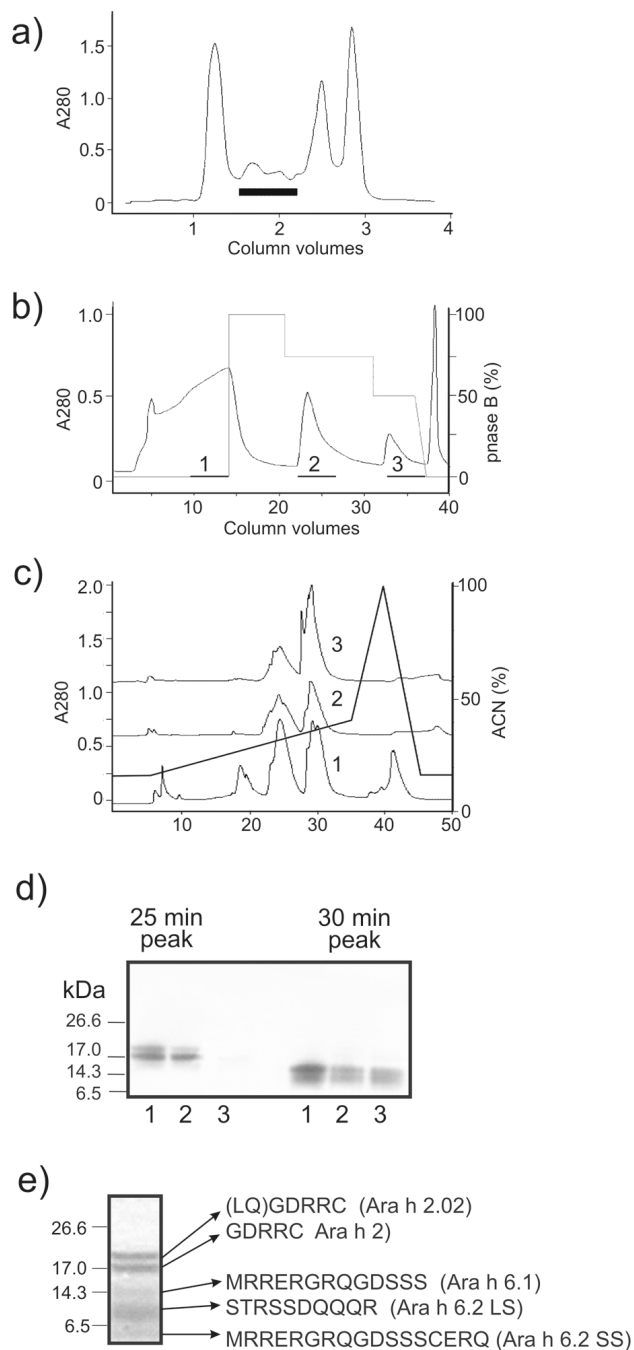 a)
A280
1.5
1.0
0.5
0
1 2 3 4
Column volumes
b)
A280
1.0
0.5
0
100
50
0
pnase B (%)
1 2 3
10 20 30 40
Column volumes
c)
A280
2.0
1.5
1.0
0.5
0
100
50
0
ACN (%)
3
2
1
10 20 30 40 50
d)
25 min peak
30 min peak
kDa
26.6
17.0
14.3
6.5
1 2 3 1 2 3
e)
26.6
17.0
14.3
6.5
(LQ)GDRRC (Ara h 2.02)
GDRRC Ara h 2)
MRRERGRQGDSSS (Ara h 6.1)
STRSSDQQQR (Ara h 6.2 LS)
MRRERGRQGDSSSCERQ (Ara h 6.2 SS)